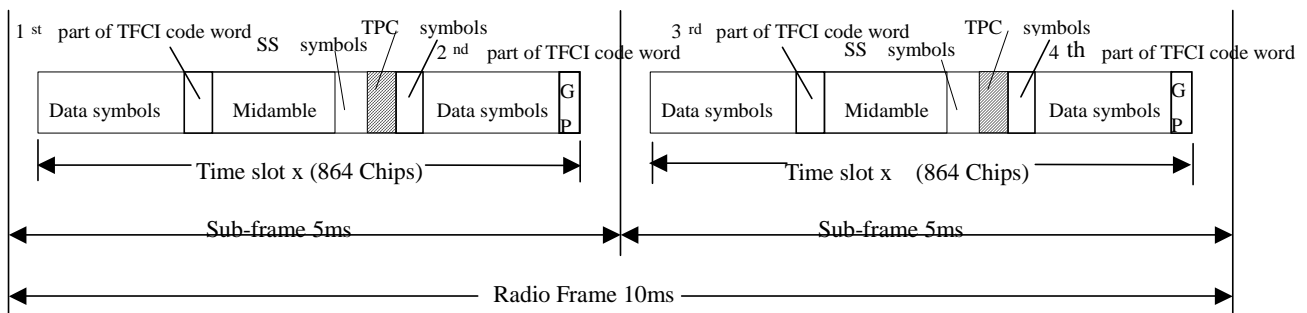 1 st part of TFCI code word
SS symbols
TPC symbols
2 nd part of TFCI code word
Data symbols
Midamble
Data symbols
G
P
Time slot x (864 Chips)
3 rd part of TFCI code word
SS symbols
TPC symbols
4 th part of TFCI code word
Data symbols
Midamble
Data symbols
G
P
Time slot x (864 Chips)
Sub-frame 5ms
Sub-frame 5ms
Radio Frame 10ms